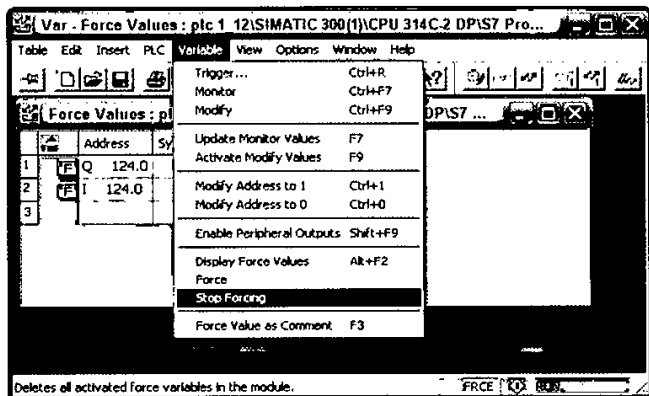 Var - Force Values : plc 1_12\SIMATIC 300(1)\CPU 314C-2 DP\S7 Pro...
Table Edit Insert PLC Variable View Options Window Help
Trigger... Ctrl+R
Monitor Ctrl+F7
Modify Ctrl+F9
Force Values : pl DP\S7 ...
Update Monitor Values F7
Address Sy
Activate Modify Values F9
1 F Q 124.0
2 F I 124.0
Modify Address to 1 Ctrl+1
Modify Address to 0 Ctrl+0
3
Enable Peripheral Outputs Shift+F9
Display Force Values Alt+F2
Force
Stop Forcing
Force Value as Comment F3
Deletes all activated force variables in the module. FRCE